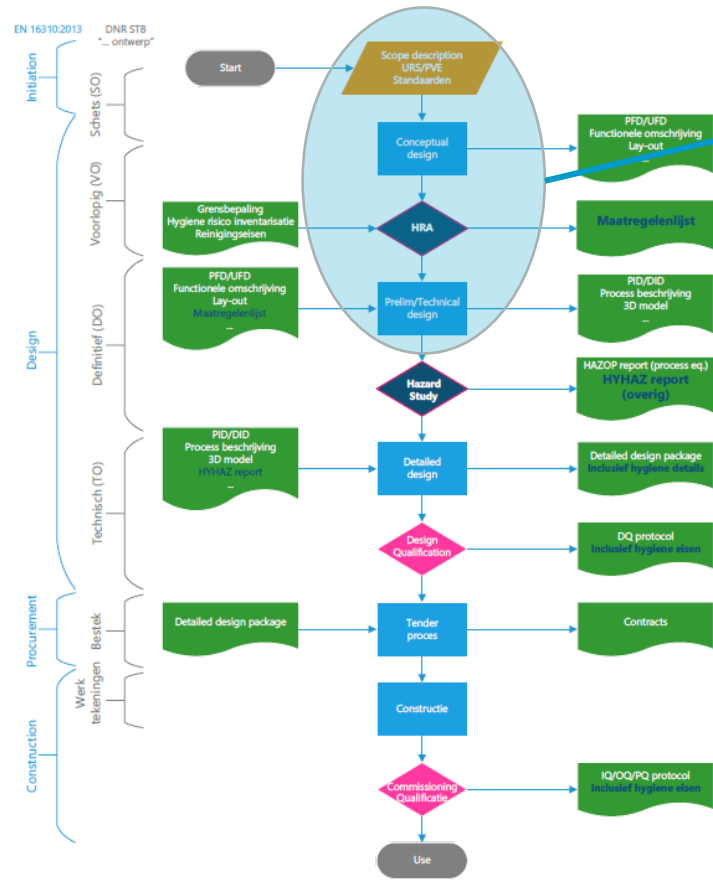 EN 16310:2013
DNR STB
"... ontwerp"
Initiation
Design
Procurement
Construction
Schets (SO)
Voorlopig (VO)
Definitief (DO)
Technisch (TO)
Bestek
Werk
tekeningen
Start
Scope description
URS/PVE
Standaarden
Conceptual
design
PFD/UFD
Functionele omschrijving
Lay-out
...
Grensbepaling
Hygiene risico inventarisatie
Reinigingseisen
HRA
Maatregelenlijst
PFD/UFD
Functionele omschrijving
Lay-out
Maatregelenlijst
...
Prelim/Technical
design
PID/DID
Process beschrijving
3D model
...
Hazard
Study
HAZOP report (process eq.)
HYHAZ report
(overig)
PID/DID
Process beschrijving
3D model
HYHAZ report
...
Detailed
design
Detailed design package
Inclusief hygiene details
Design
Qualification
DQ protocol
Inclusief hygiene eisen
Detailed design package
Tender
proces
Contracts
Constructie
Commissioning
Qualificatie
IQ/OQ/PQ protocol
Inclusief hygiene eisen
Use